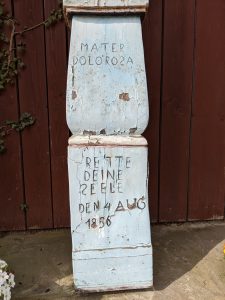 MATER
DOLOROZA
RETTE
DEINE
SEELE
DEN 4 AUG
1856